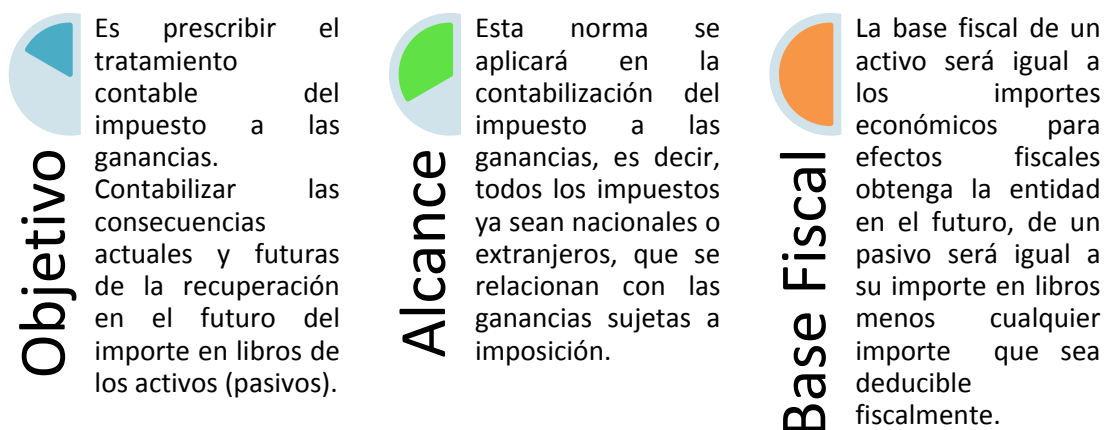 Objetivo
Es prescribir el
tratamiento
contable del
impuesto a las
ganancias.
Contabilizar las
consecuencias
actuales y futuras
de la recuperación
en el futuro del
importe en libros de
los activos (pasivos).
Alcance
Esta norma se
aplicará en la
contabilización del
impuesto a las
ganancias, es decir,
todos los impuestos
ya sean nacionales o
extranjeros, que se
relacionan con las
ganancias sujetas a
imposición.
Base Fiscal
La base fiscal de un
activo será igual a
los importes
económicos para
efectos fiscales
obtenga la entidad
en el futuro, de un
pasivo será igual a
su importe en libros
menos cualquier
importe que sea
deducible
fiscalmente.